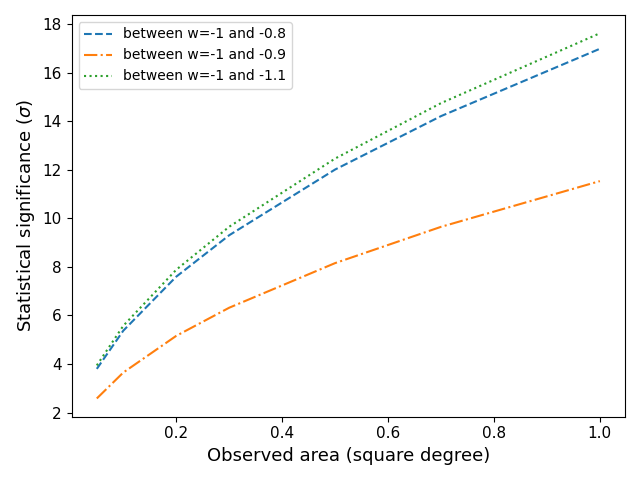 between w=-1 and -0.8
between w=-1 and -0.9
between w=-1 and -1.1
Statistical significance (σ)
18
16
14
12
10
8
6
4
2
0.2 0.4 0.6 0.8 1.0
Observed area (square degree)